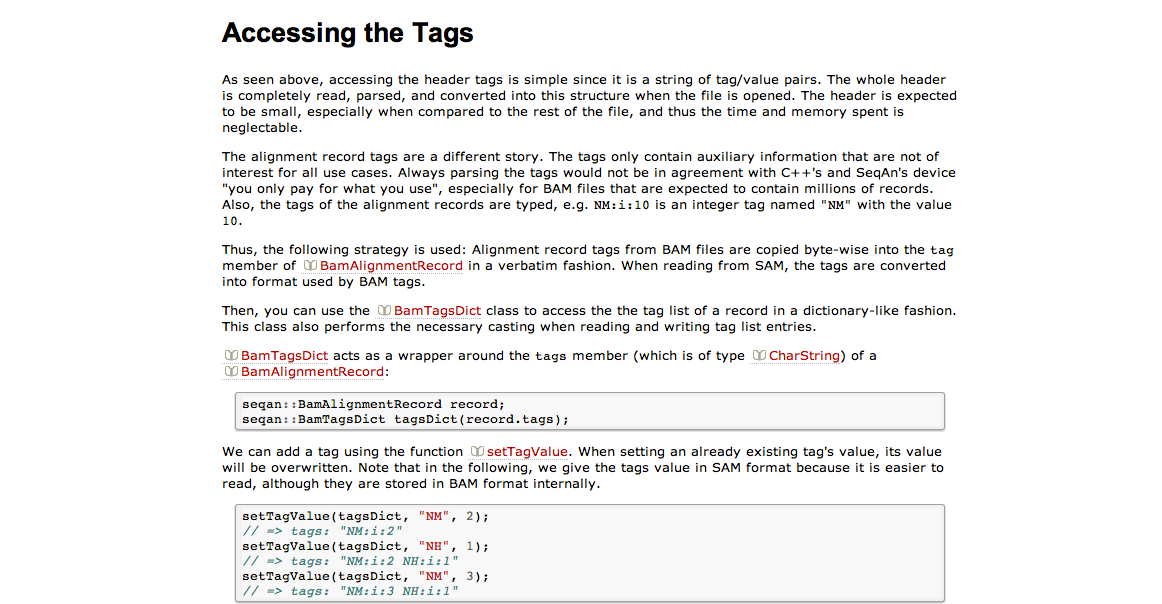 Accessing the Tags
As seen above, accessing the header tags is simple since it is a string of tag/value pairs. The whole header
is completely read, parsed, and converted into this structure when the file is opened. The header is expected
to be small, especially when compared to the rest of the file, and thus the time and memory spent is
neglectable.
The alignment record tags are a different story. The tags only contain auxiliary information that are not of
interest for all use cases. Always parsing the tags would not be in agreement with C++'s and SeqAn's device
"you only pay for what you use", especially for BAM files that are expected to contain millions of records.
Also, the tags of the alignment records are typed, e.g. NM:i:10 is an integer tag named "NM" with the value
10.
Thus, the following strategy is used: Alignment record tags from BAM files are copied byte-wise into the tag
member of BamAlignmentRecord in a verbatim fashion. When reading from SAM, the tags are converted
into format used by BAM tags.
Then, you can use the BamTagsDict class to access the the tag list of a record in a dictionary-like fashion.
This class also performs the necessary casting when reading and writing tag list entries.
BamTagsDict acts as a wrapper around the tags member (which is of type CharString) of a
BamAlignmentRecord:
seqan::BamAlignmentRecord record;
seqan::BamTagsDict tagsDict(record.tags);
We can add a tag using the function setTagValue. When setting an already existing tag's value, its value
will be overwritten. Note that in the following, we give the tags value in SAM format because it is easier to
read, although they are stored in BAM format internally.
setTagValue(tagsDict, "NM", 2);
// => tags: "NM:i:2"
setTagValue(tagsDict, "NH", 1);
// => tags: "NM:i:2 NH:i:1"
setTagValue(tagsDict, "NM", 3);
// => tags: "NM:i:3 NH:i:1"